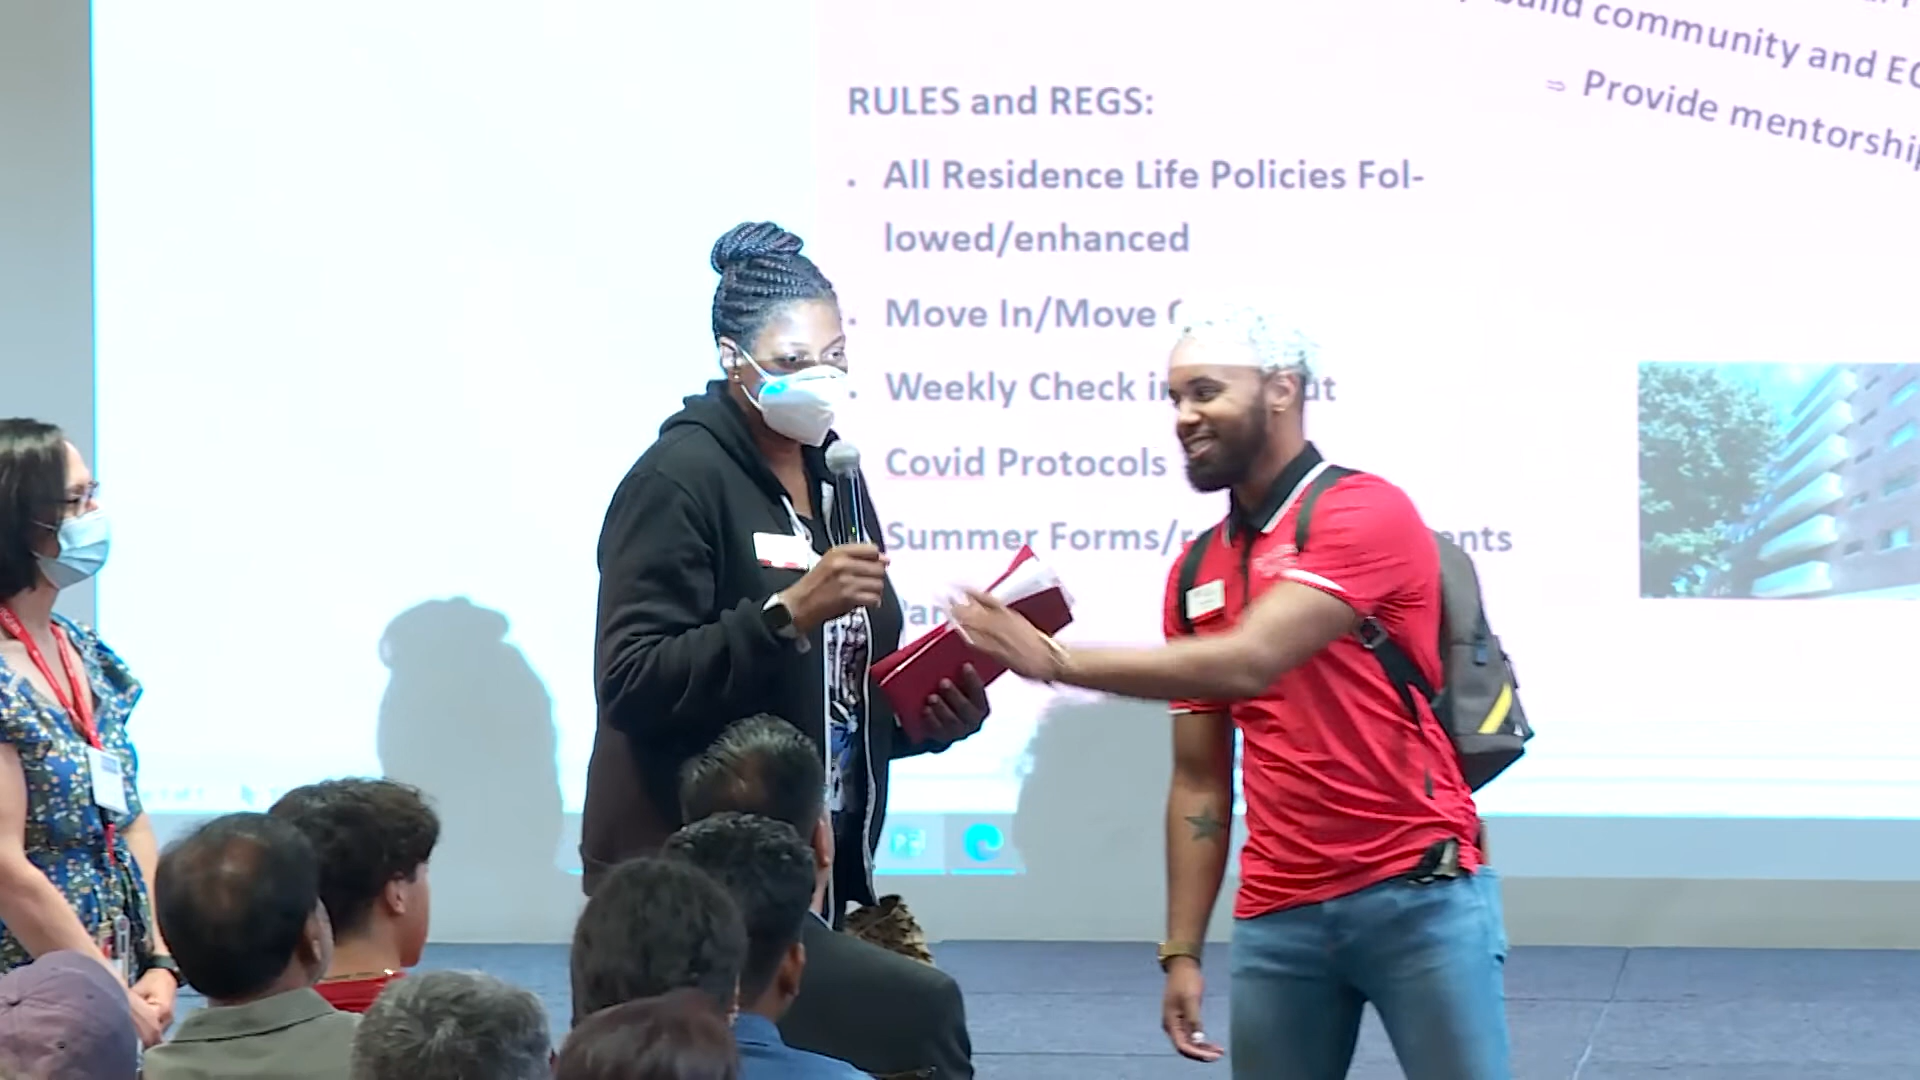 build community and
Provide mentorship
RULES and REGS:
All Residence Life Policies Fol-
lowed/enhanced
Move In/Move
Weekly Check
Covid Protocols
Summer Forms/